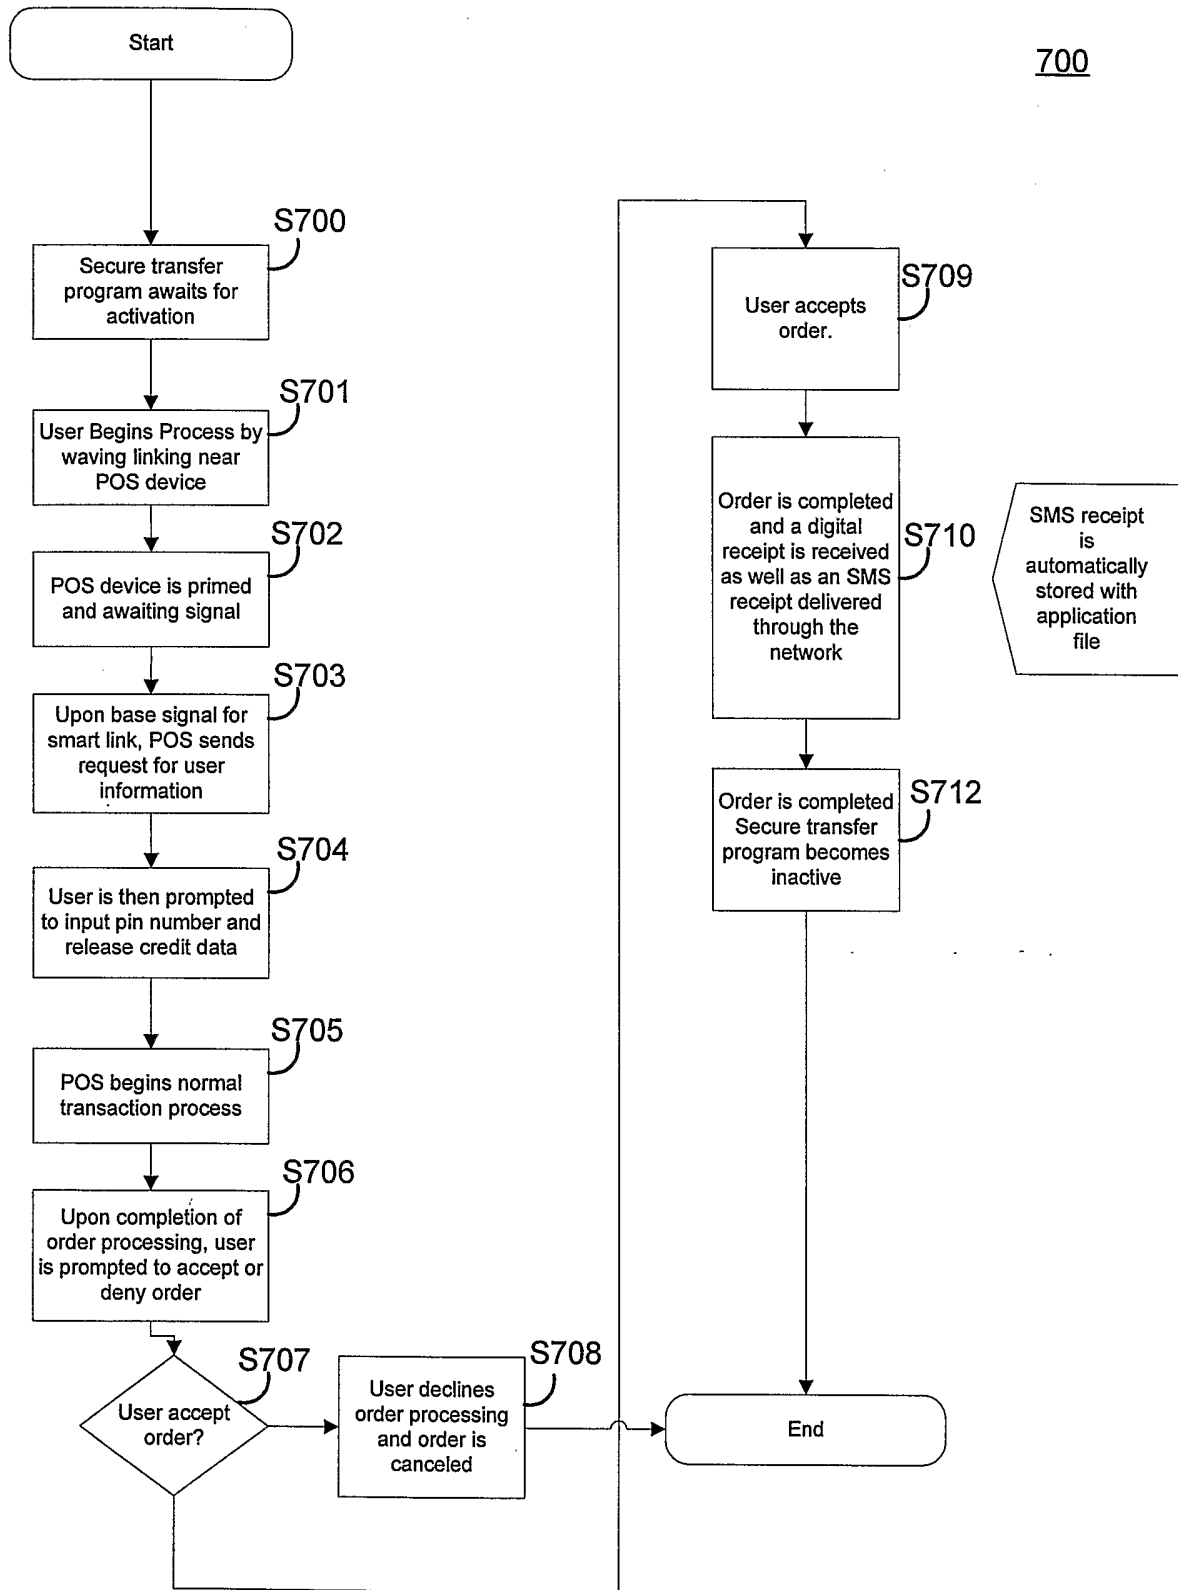 Start
700
S700
Secure transfer
program awaits for
activation
S701
User Begins Process by
waving linking near
POS device
S702
POS device is primed
and awaiting signal
S703
Upon base signal for
smart link, POS sends
request for user
information
S704
User is then prompted
to input pin number and
release credit data
S705
POS begins normal
transaction process
S706
Upon completion of
order processing, user
is prompted to accept or
deny order
S707
User accept
order?
S708
User declines
order processing
and order is
canceled
S709
User accepts
order.
S710
Order is completed
and a digital
receipt is received
as well as an SMS
receipt delivered
through the
network
SMS receipt
is
automatically
stored with
application
file
S712
Order is completed
Secure transfer
program becomes
inactive
End